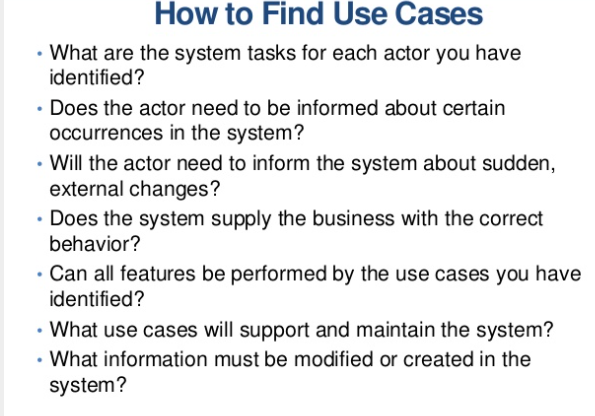 How to Find Use Cases
• What are the system tasks for each actor you have
identified?
• Does the actor need to be informed about certain
occurrences in the system?
• Will the actor need to inform the system about sudden,
external changes?
• Does the system supply the business with the correct
behavior?
• Can all features be performed by the use cases you have
identified?
• What use cases will support and maintain the system?
• What information must be modified or created in the
system?